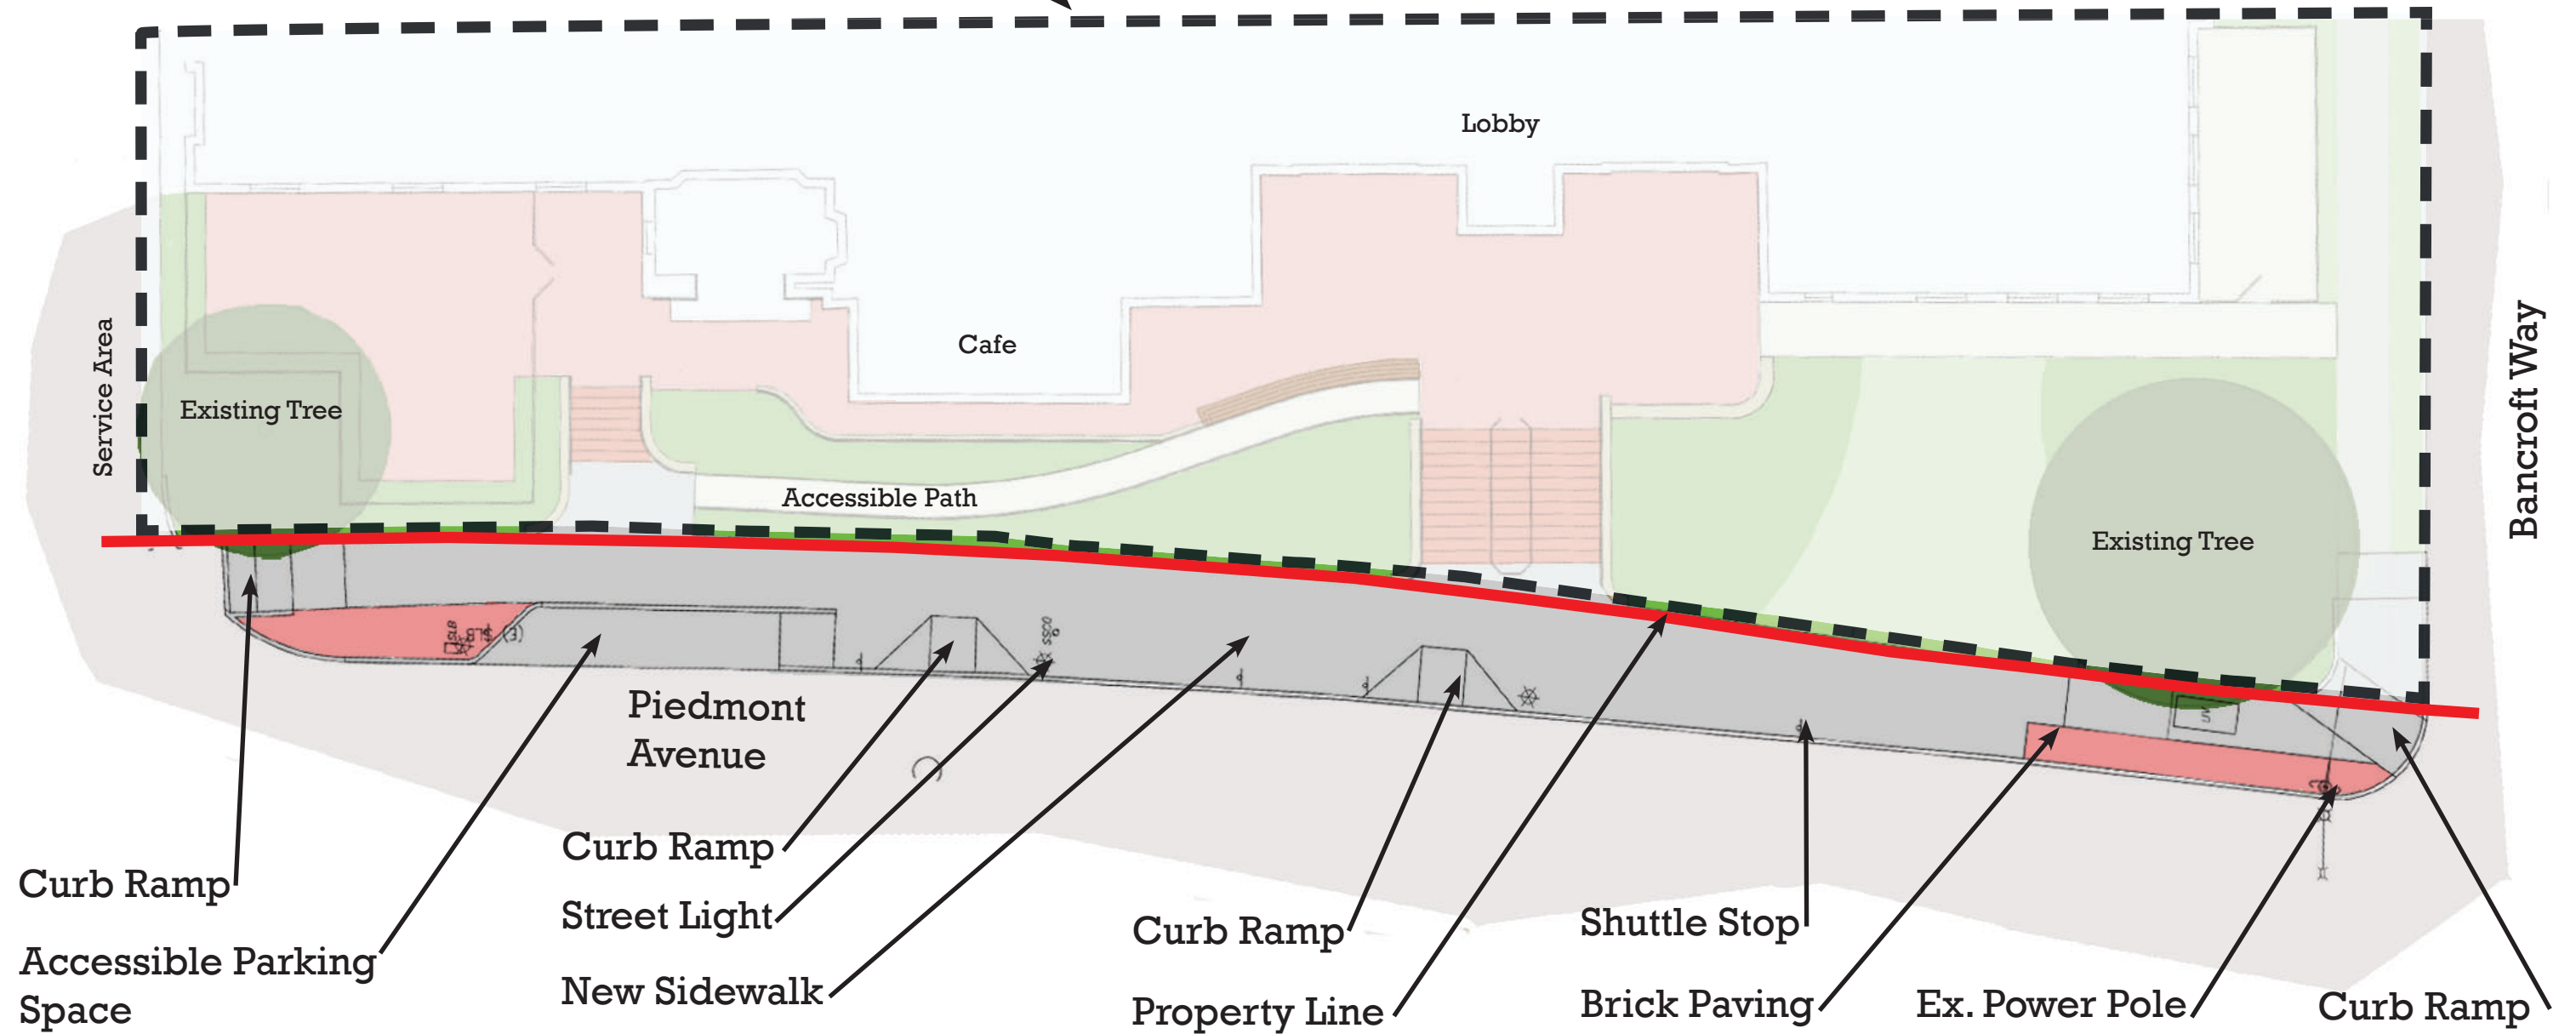 Lobby
Cafe
Service Area
Existing Tree
Accessible Path
Existing Tree
Bancroft Way
SLB
(3)
Piedmont
Avenue
Curb Ramp
Accessible Parking
Space
Curb Ramp
Street Light
New Sidewalk
Curb Ramp
Property Line
Shuttle Stop
Brick Paving
Ex. Power Pole
Curb Ramp